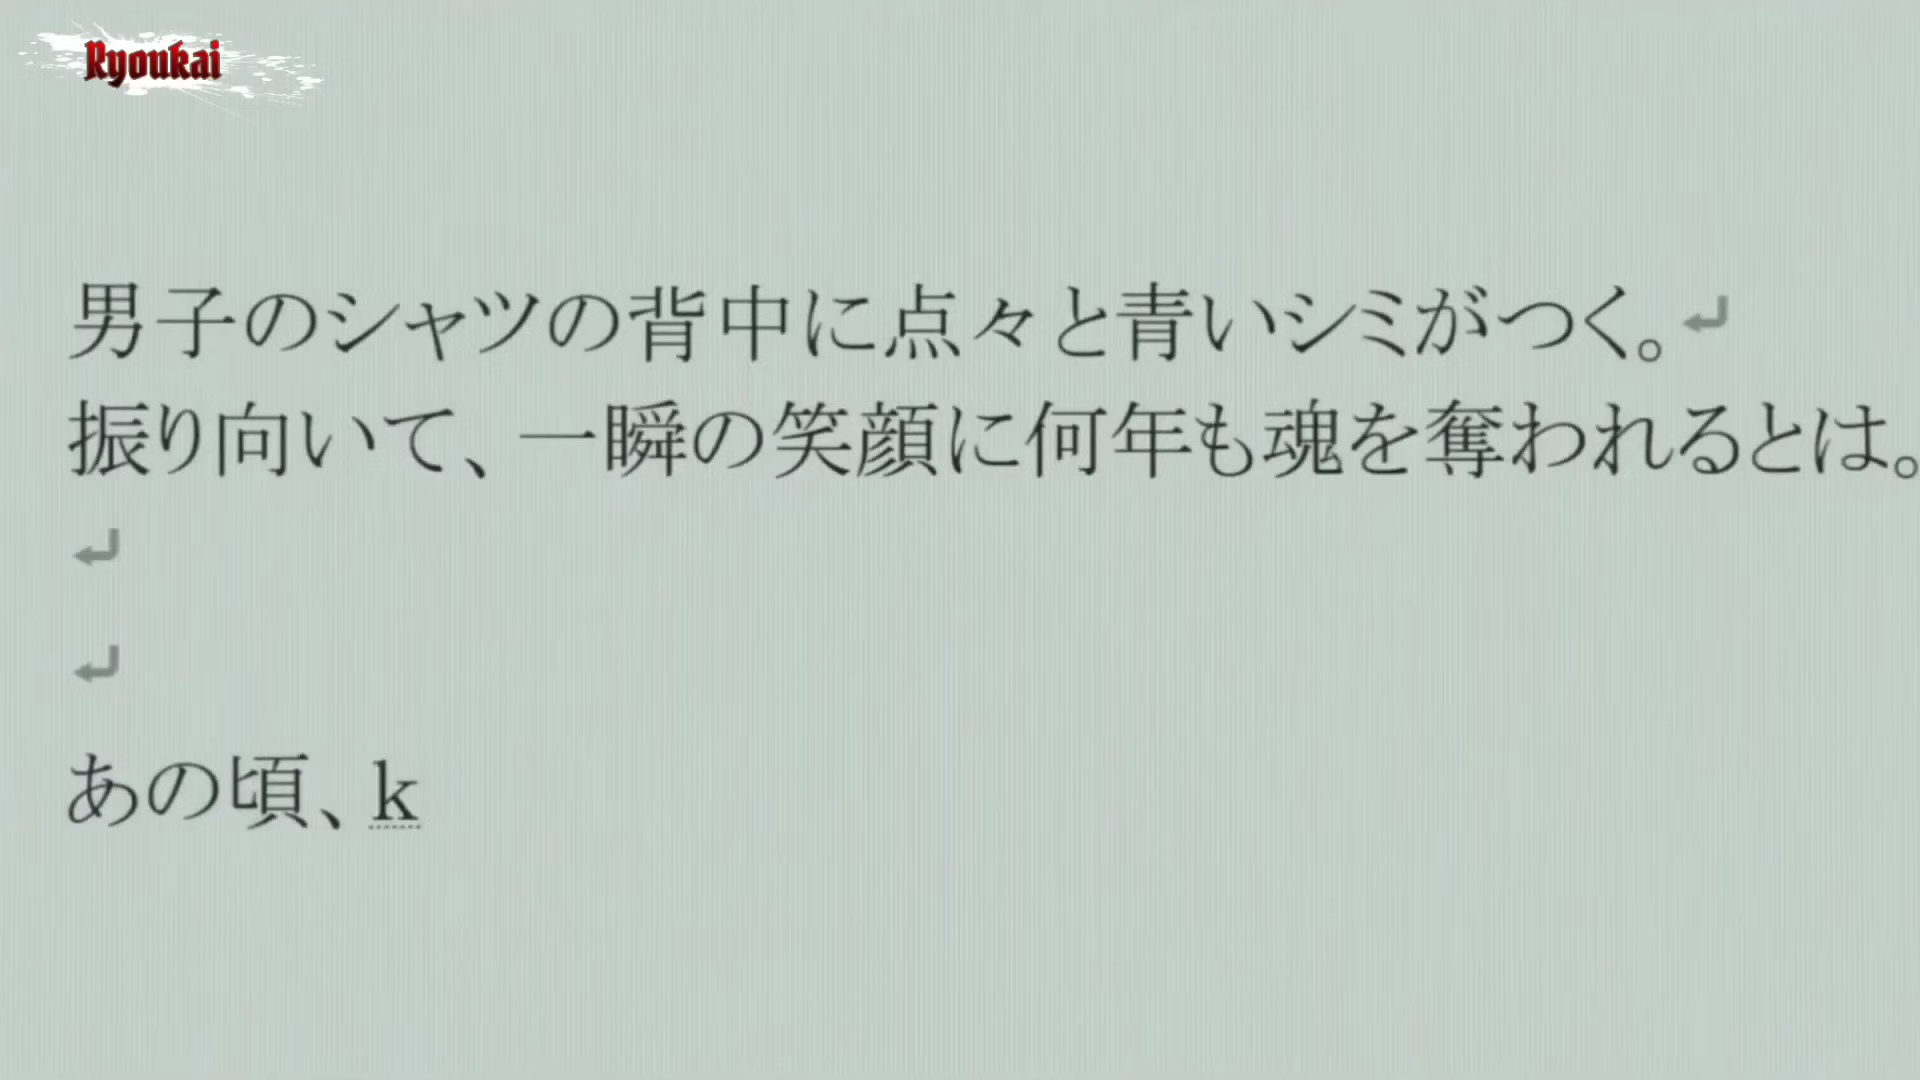 Ryoukai
男子のシャツの背中に点々と青いシミがつく。
振り向いて、一瞬の笑顔に何年も魂を奪われるとは。
あの頃、k